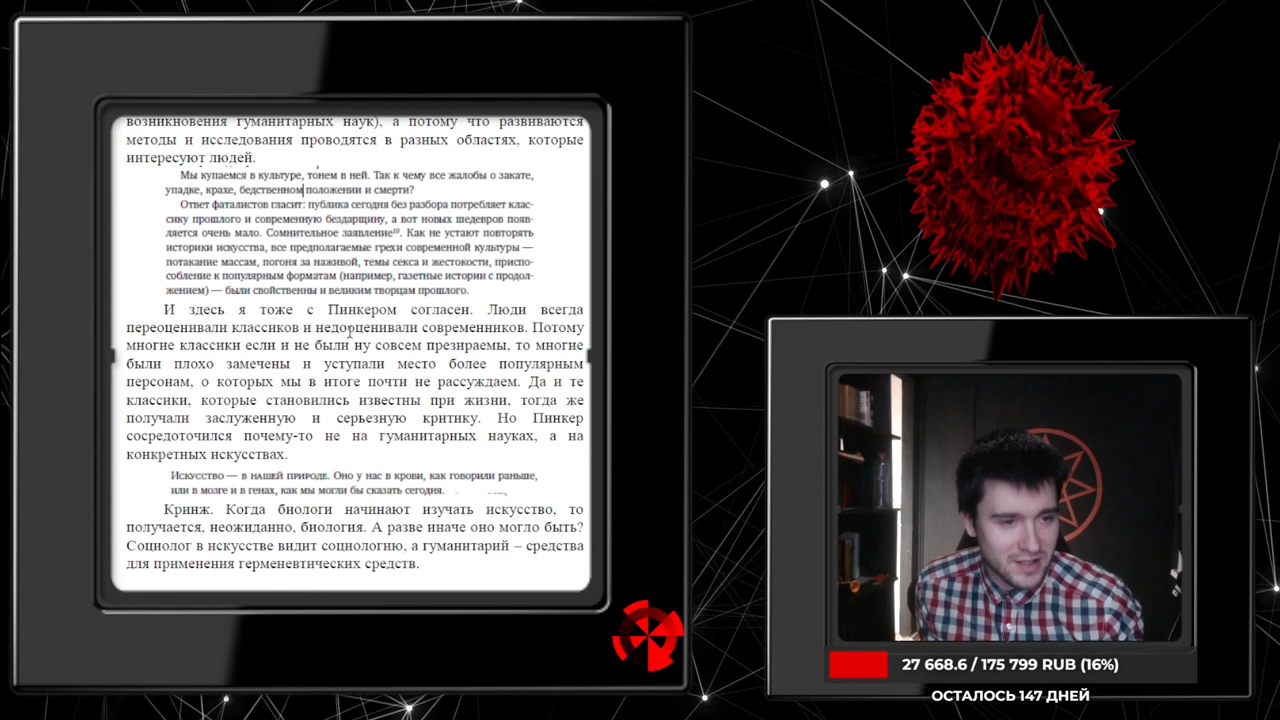 возникновения гуманитарных наук), а потому что развиваются
методы и исследования проводятся в разных областях, которые
интересуют людей.
Мы купаемся в культуре, тонем в ней. Так к чему все жалобы о закате,
упадке, крахе, бедственном положении и смерти?
Ответ фаталистов гласит: публика сегодня без разбора потребляет клас-
сику прошлого и современную бездарщину, а вот новых шедевров появ-
ляется очень мало. Сомнительное заявление¹⁹. Как не устают повторять
историки искусства, все предполагаемые грехи современной культуры —
потакание массам, погоня за наживой, темы секса и жестокости, приспо-
собление к популярным форматам (например, газетные истории с продол-
жением) — были свойственны и великим творцам прошлого.
И здесь я тоже с Пинкером согласен. Люди всегда
переоценивали классиков и недооценивали современников. Потому
многие классики если и не были ну совсем презираемы, то многие
были плохо замечены и уступали место более популярным
персонам, о которых мы в итоге почти не рассуждаем. Да и те
классики, которые становились известны при жизни, тогда же
получали заслуженную и серьезную критику. Но Пинкер
сосредоточился почему-то не на гуманитарных науках, а на
конкретных искусствах.
Искусство — в нашей природе. Оно у нас в крови, как говорили раньше,
или в мозге и в генах, как мы могли бы сказать сегодня.
Кринж. Когда биологи начинают изучать искусство, то
получается, неожиданно, биология. А разве иначе оно могло быть?
Социолог в искусстве видит социологию, а гуманитарий – средства
для применения герменевтических средств.
27 668.6 / 175 799 RUB (16%)
ОСТАЛОСЬ 147 ДНЕЙ